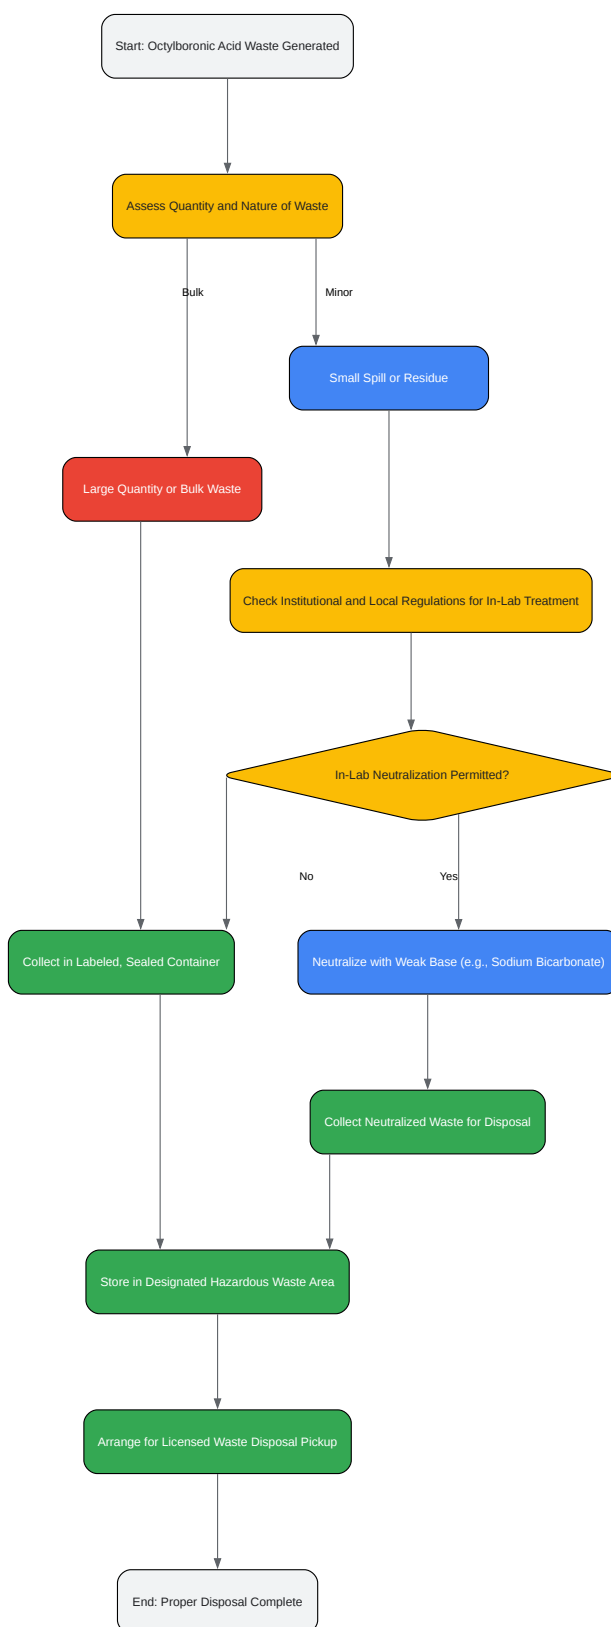 Start: Octylboronic Acid Waste Generated
Assess Quantity and Nature of Waste
Bulk
Minor
Small Spill or Residue
Large Quantity or Bulk Waste
Check Institutional and Local Regulations for In-Lab Treatment
In-Lab Neutralization Permitted?
No
Yes
Collect in Labeled, Sealed Container
Neutralize with Weak Base (e.g., Sodium Bicarbonate)
Collect Neutralized Waste for Disposal
Store in Designated Hazardous Waste Area
Arrange for Licensed Waste Disposal Pickup
End: Proper Disposal Complete